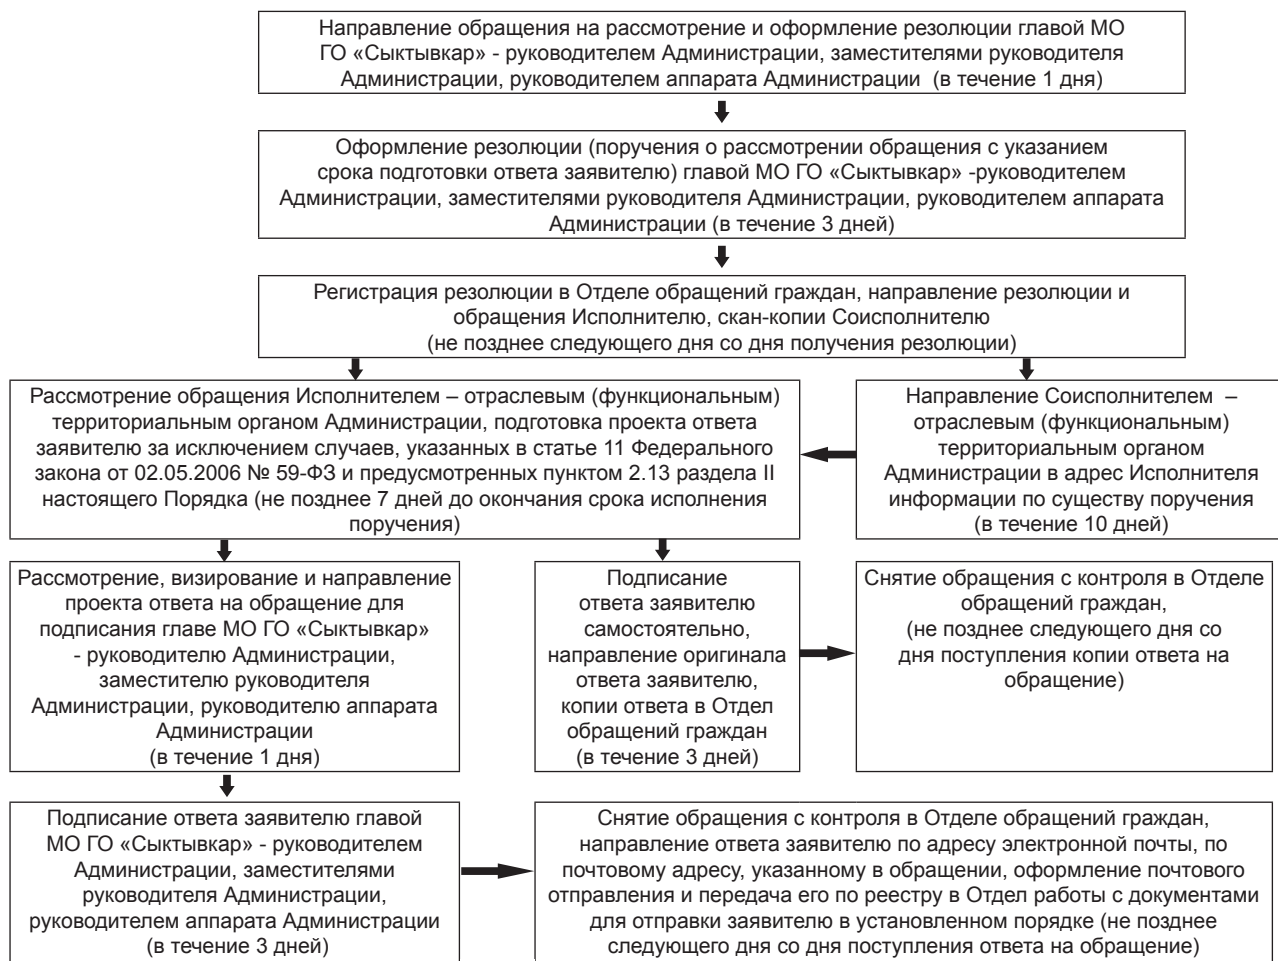 Направление обращения на рассмотрение и оформление резолюции главой МО
ГО «Сыктывкар» - руководителем Администрации, заместителями руководителя
Администрации, руководителем аппарата Администрации (в течение 1 дня)
Оформление резолюции (поручения о рассмотрении обращения с указанием
срока подготовки ответа заявителю) главой МО ГО «Сыктывкар» -руководителем
Администрации, заместителями руководителя Администрации, руководителем аппарата
Администрации (в течение 3 дней)
Регистрация резолюции в Отделе обращений граждан, направление резолюции и
обращения Исполнителю, скан-копии Соисполнителю
(не позднее следующего дня со дня получения резолюции)
Рассмотрение обращения Исполнителем – отраслевым (функциональным)
территориальным органом Администрации, подготовка проекта ответа
заявителю за исключением случаев, указанных в статье 11 Федерального
закона от 02.05.2006 № 59-ФЗ и предусмотренных пунктом 2.13 раздела II
настоящего Порядка (не позднее 7 дней до окончания срока исполнения
поручения)
Направление Соисполнителем –
отраслевым (функциональным)
территориальным органом
Администрации в адрес Исполнителя
информации по существу поручения
(в течение 10 дней)
Рассмотрение, визирование и направление
проекта ответа на обращение для
подписания главе МО ГО «Сыктывкар»
- руководителю Администрации,
заместителю руководителя
Администрации, руководителю аппарата
Администрации
(в течение 1 дня)
Подписание
ответа заявителю
самостоятельно,
направление оригинала
ответа заявителю,
копии ответа в Отдел
обращений граждан
(в течение 3 дней)
Снятие обращения с контроля в Отделе
обращений граждан,
(не позднее следующего дня со
дня поступления копии ответа на
обращение)
Подписание ответа заявителю главой
МО ГО «Сыктывкар» - руководителем
Администрации, заместителями
руководителя Администрации,
руководителем аппарата Администрации
(в течение 3 дней)
Снятие обращения с контроля в Отделе обращений граждан,
направление ответа заявителю по адресу электронной почты, по
почтовому адресу, указанному в обращении, оформление почтового
отправления и передача его по реестру в Отдел работы с документами
для отправки заявителю в установленном порядке (не позднее
следующего дня со дня поступления ответа на обращение)